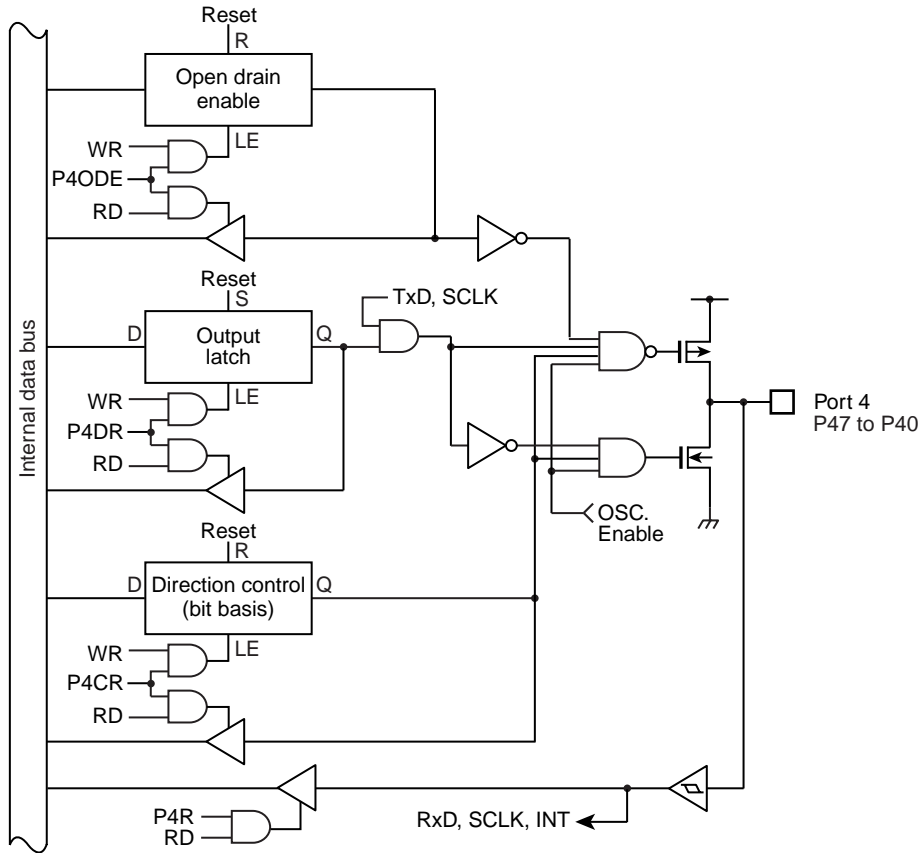 Reset
R
Open drain
enable
LE
WR
P4ODE
RD
Reset
S
TxD, SCLK
D
Output
latch
Q
LE
WR
P4DR
RD
Internal data bus
Port 4
P47 to P40
OSC.
Enable
Reset
R
D
Direction control
(bit basis)
Q
LE
WR
P4CR
RD
P4R
RD
RxD, SCLK, INT